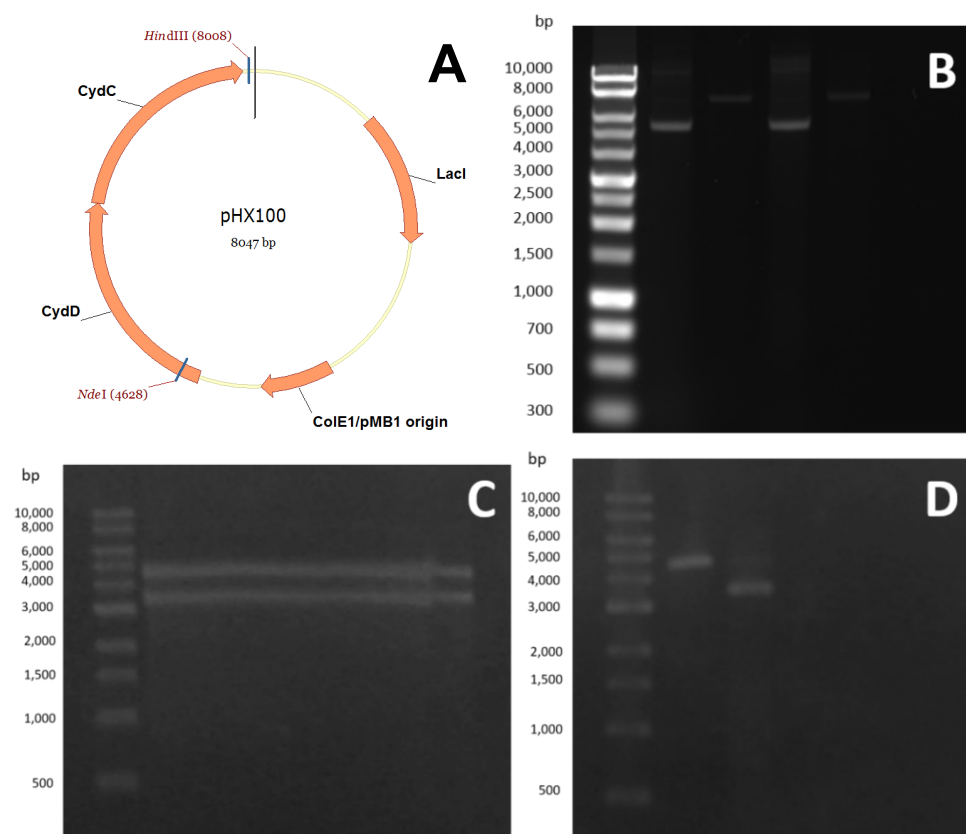 HindIII (8008)
A
CydC
LacI
pHX100
8047 bp
CydD
NdeI (4628)
ColE1/pMB1 origin
bp
B
10,000
8,000
6,000
5,000
4,000
3,000
2,500
2,000
1,500
1,000
700
500
300
bp
C
10,000
8,000
6,000
5,000
4,000
3,000
2,000
1,500
1,000
500
bp
D
10,000
8,000
6,000
5,000
4,000
3,000
2,000
1,500
1,000
500